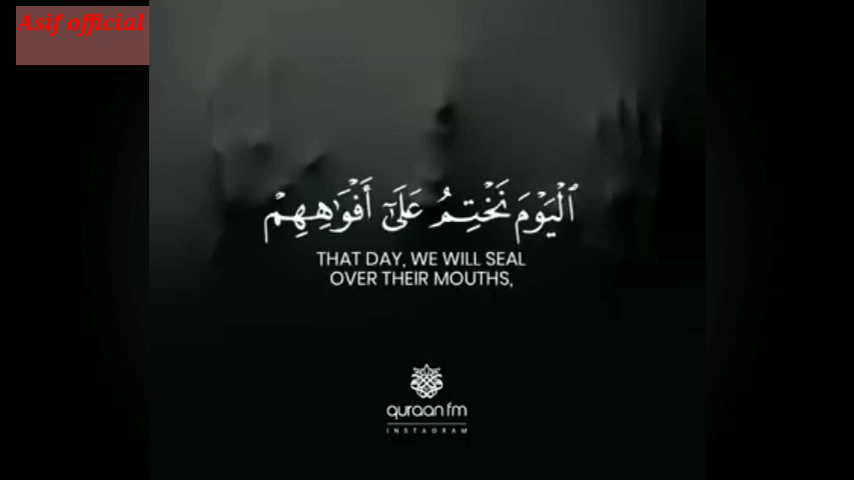 Asif official
ٱلْيَوْمَ نَخْتِمُ عَلَىٰٓ أَفْوَٰهِهِمْ
THAT DAY, WE WILL SEAL
OVER THEIR MOUTHS,
quraan fm
INSTAGRAM